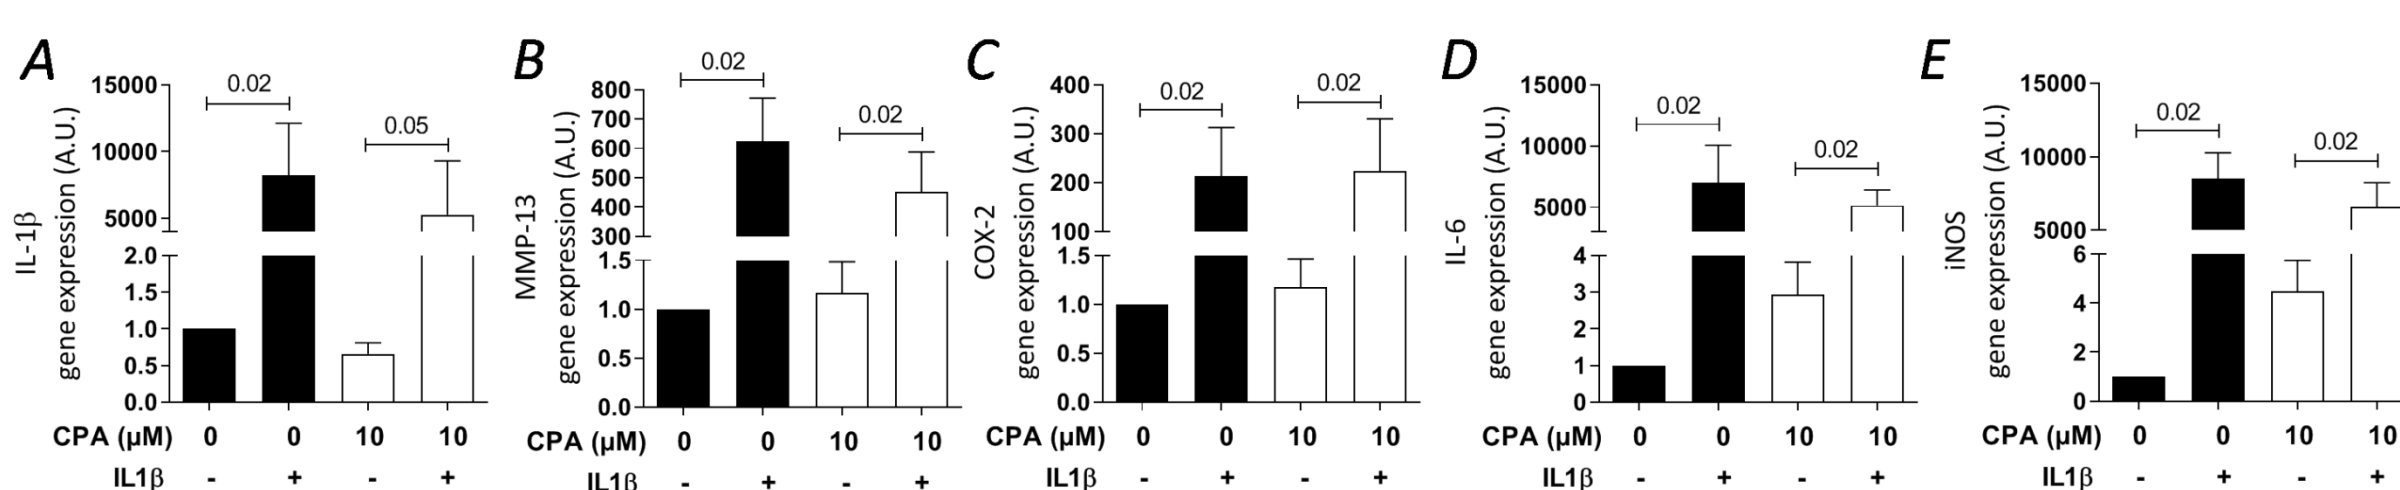 A
IL-1β
gene expression (A.U.)
15000
10000
5000
2.0
1.5
1.0
0.5
0.0
0.02
0.05
CPA (µM) 0 0 10 10
IL1β - + - +
B
MMP-13
gene expression (A.U.)
800
700
600
500
400
300
1.5
1.0
0.5
0.0
0.02
0.02
CPA (µM) 0 0 10 10
IL1β - + - +
C
COX-2
gene expression (A.U.)
400
300
200
100
1.5
1.0
0.5
0.0
0.02
0.02
CPA (µM) 0 0 10 10
IL1β - + - +
D
IL-6
gene expression (A.U.)
15000
10000
5000
4
3
2
1
0
0.02
0.02
CPA (µM) 0 0 10 10
IL1β - + - +
E
iNOS
gene expression (A.U.)
15000
10000
5000
6
4
2
0
0.02
0.02
CPA (µM) 0 0 10 10
IL1β - + - +